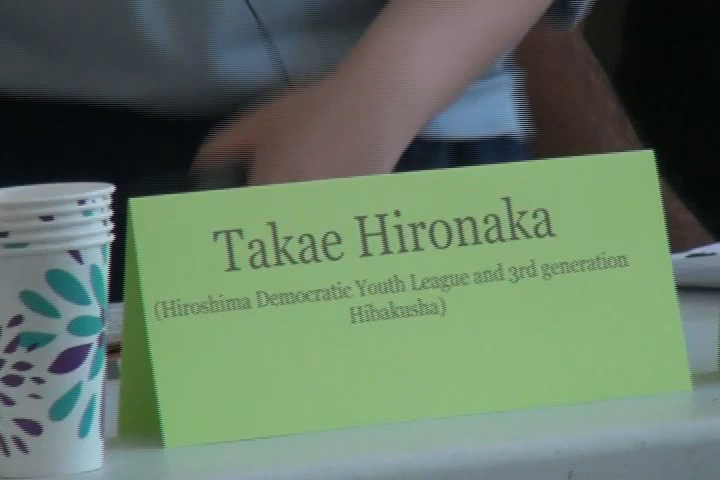 Takae Hironaka
(Hiroshima Democratic Youth League and 3rd generation
Hibakusha)